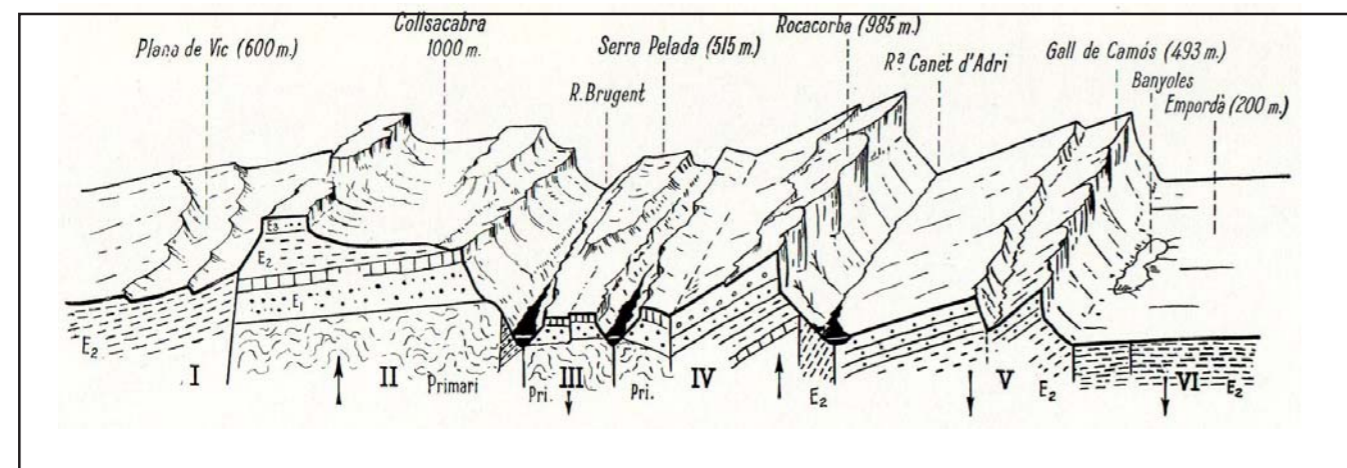 Plana de Vic (600 m.)
Collsacabra
1000 m.
R. Brugent
Serra Pelada (515 m.)
Rocacorba (985 m.)
Rª Canet d'Adri
Gall de Camós (493 m.)
Banyoles
Empordà (200 m.)
E3
E2
E1
E2
I
II
Primari
Pri.
III
Pri.
IV
E2
V
E2
VI
E2